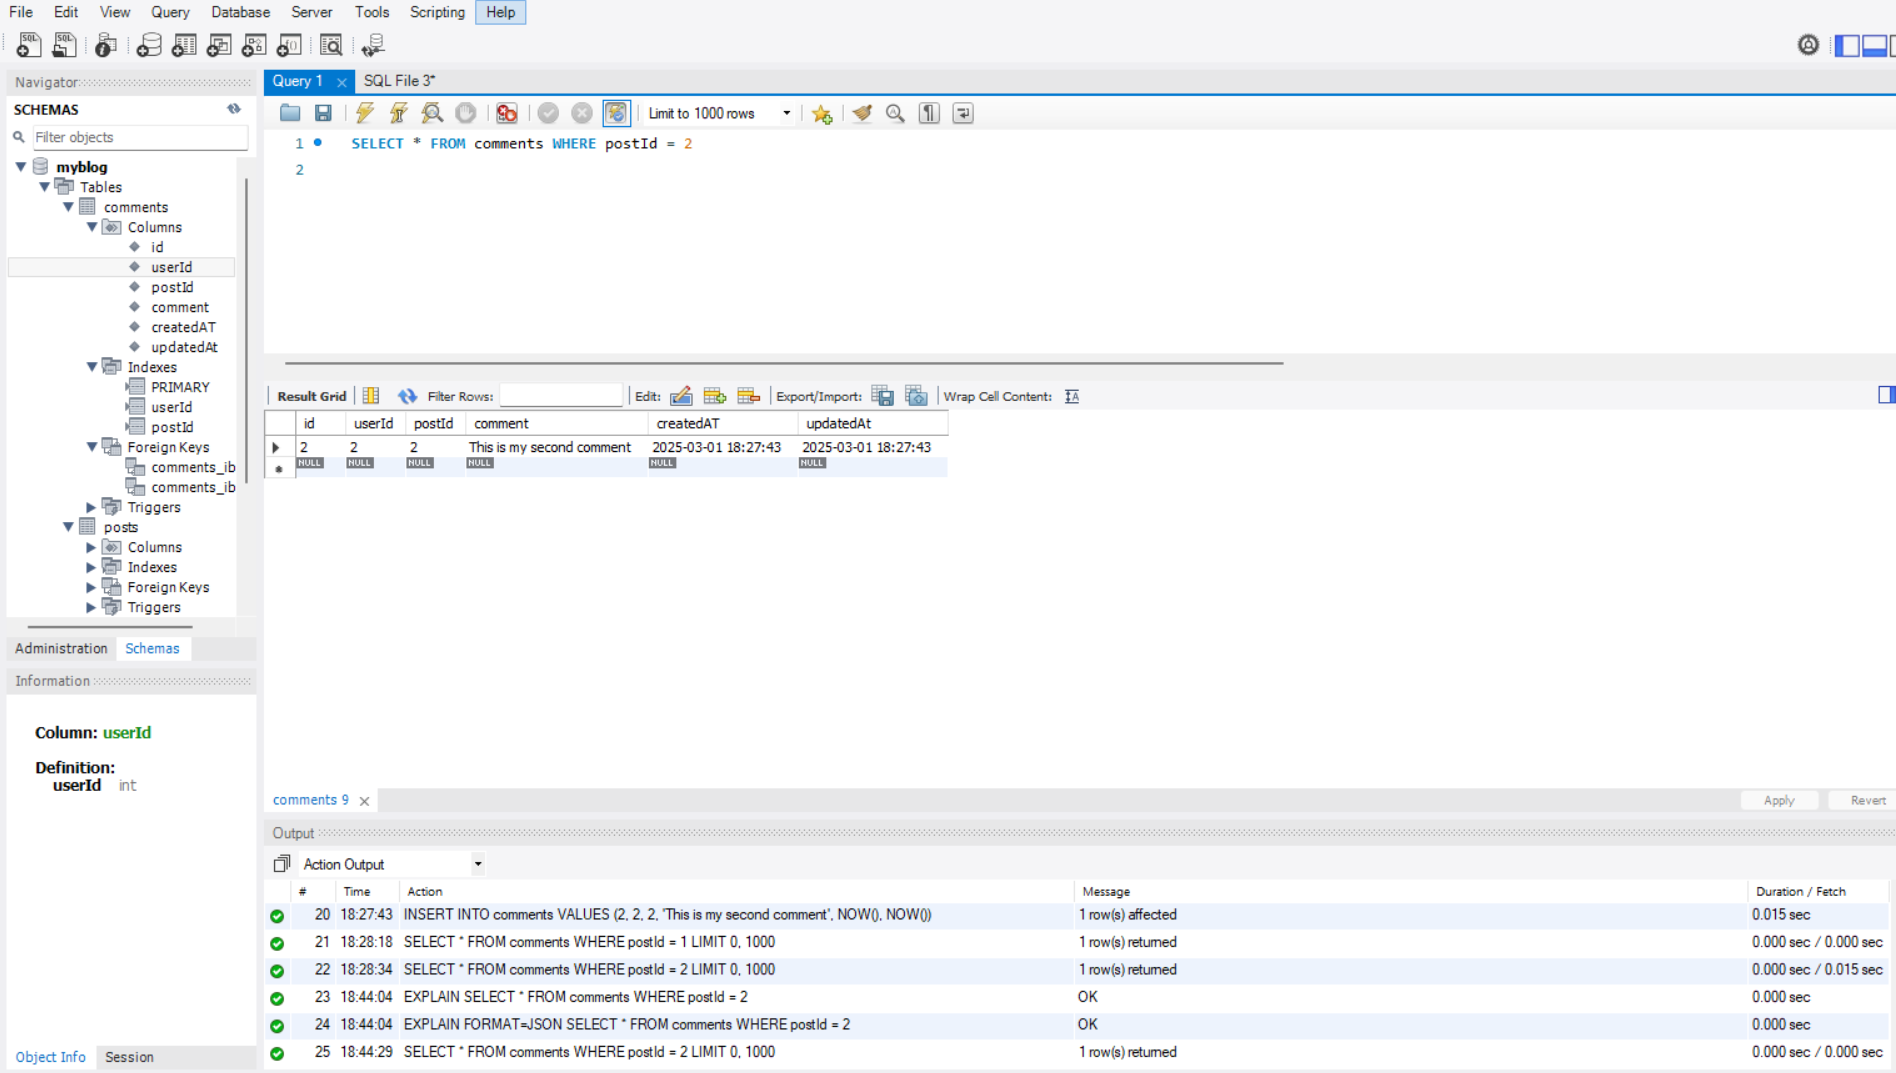 File Edit View Query Database Server Tools Scripting Help
Navigator
SCHEMAS
Filter objects
myblog
Tables
comments
Columns
id
userId
postId
comment
createdAT
updatedAt
Indexes
PRIMARY
userId
postId
Foreign Keys
comments_ib
comments_ib
Triggers
posts
Columns
Indexes
Foreign Keys
Triggers
Administration Schemas
Information
Column: userId
Definition:
userId int
Object Info Session
Query 1 SQL File 3*
Limit to 1000 rows
1 SELECT * FROM comments WHERE postId = 2
2
Result Grid Filter Rows: Edit: Export/Import: Wrap Cell Content:
id userId postId comment createdAT updatedAt
2 2 2 This is my second comment 2025-03-01 18:27:43 2025-03-01 18:27:43
NULL NULL NULL NULL NULL NULL
comments 9 Apply Revert
Output
Action Output
# Time Action Message Duration / Fetch
20 18:27:43 INSERT INTO comments VALUES (2, 2, 2, 'This is my second comment', NOW(), NOW()) 1 row(s) affected 0.015 sec
21 18:28:18 SELECT * FROM comments WHERE postId = 1 LIMIT 0, 1000 1 row(s) returned 0.000 sec / 0.000 sec
22 18:28:34 SELECT * FROM comments WHERE postId = 2 LIMIT 0, 1000 1 row(s) returned 0.000 sec / 0.015 sec
23 18:44:04 EXPLAIN SELECT * FROM comments WHERE postId = 2 OK 0.000 sec
24 18:44:04 EXPLAIN FORMAT=JSON SELECT * FROM comments WHERE postId = 2 OK 0.000 sec
25 18:44:29 SELECT * FROM comments WHERE postId = 2 LIMIT 0, 1000 1 row(s) returned 0.000 sec / 0.000 sec